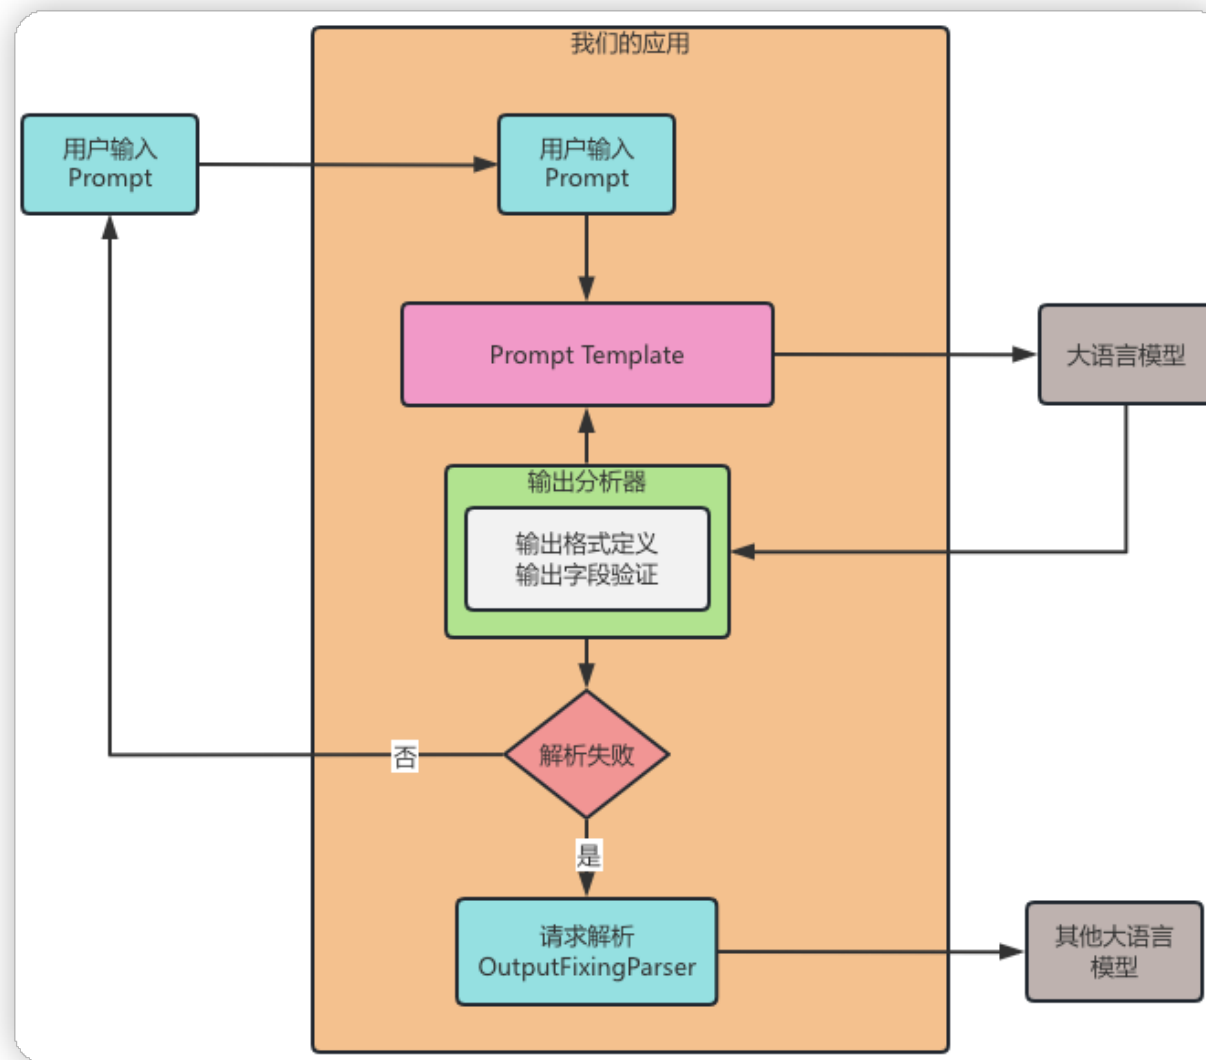 我们的应用
用户输入
Prompt
用户输入
Prompt
Prompt Template
大语言模型
输出分析器
输出格式定义
输出字段验证
解析失败
否
是
请求解析
OutputFixingParser
其他大语言
模型